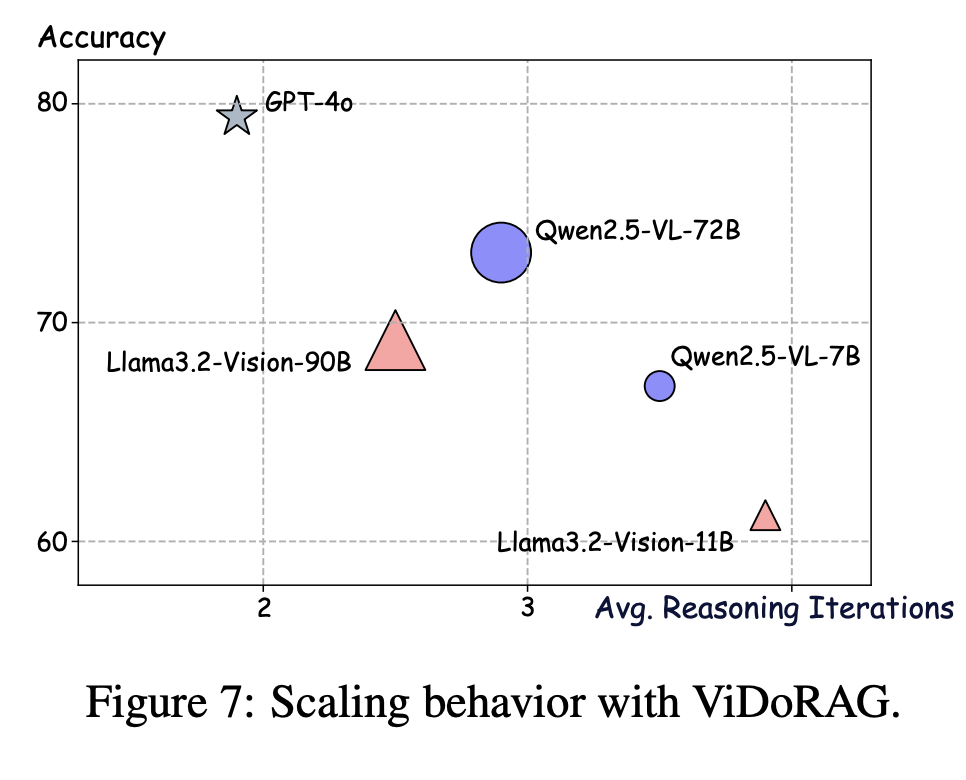 Accuracy
80
GPT-4o
Qwen2.5-VL-72B
70
Llama3.2-Vision-90B
Qwen2.5-VL-7B
60
Llama3.2-Vision-11B
2
3
Avg. Reasoning Iterations
Figure 7: Scaling behavior with ViDoRAG.